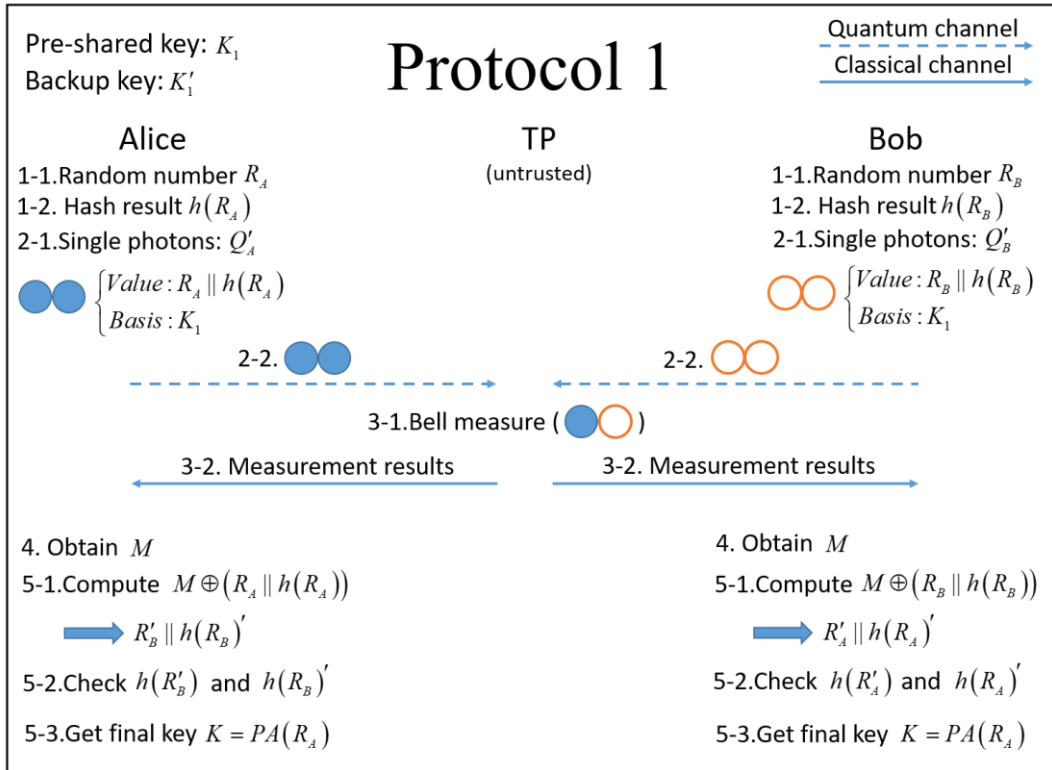 Pre-shared key: K₁
Backup key: K′₁
Protocol 1
Quantum channel
Classical channel
Alice
1-1.Random number R_A
1-2. Hash result h(R_A)
2-1.Single photons: Q′_A
Value : R_A || h(R_A)
Basis : K₁
TP
(untrusted)
Bob
1-1.Random number R_B
1-2. Hash result h(R_B)
2-1.Single photons: Q′_B
Value : R_B || h(R_B)
Basis : K₁
2-2.
2-2.
3-1.Bell measure ( )
3-2. Measurement results
3-2. Measurement results
4. Obtain M
5-1.Compute M ⊕ (R_A || h(R_A))
R′_B || h(R_B)′
5-2.Check h(R′_B) and h(R_B)′
5-3.Get final key K = PA(R_A)
4. Obtain M
5-1.Compute M ⊕ (R_B || h(R_B))
R′_A || h(R_A)′
5-2.Check h(R′_A) and h(R_A)′
5-3.Get final key K = PA(R_A)